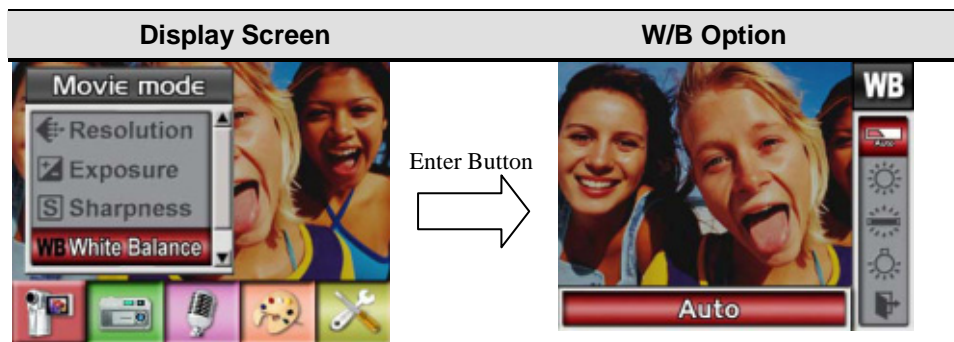 Display Screen W/B Option
Movie mode
Resolution
Exposure
S Sharpness
WB White Balance
Enter Button
WB
Auto
Auto